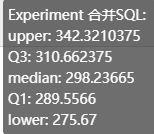 Experiment 合并SQL:
upper: 342.3210375
Q3: 310.662375
median: 298.23665
Q1: 289.5566
lower: 275.67